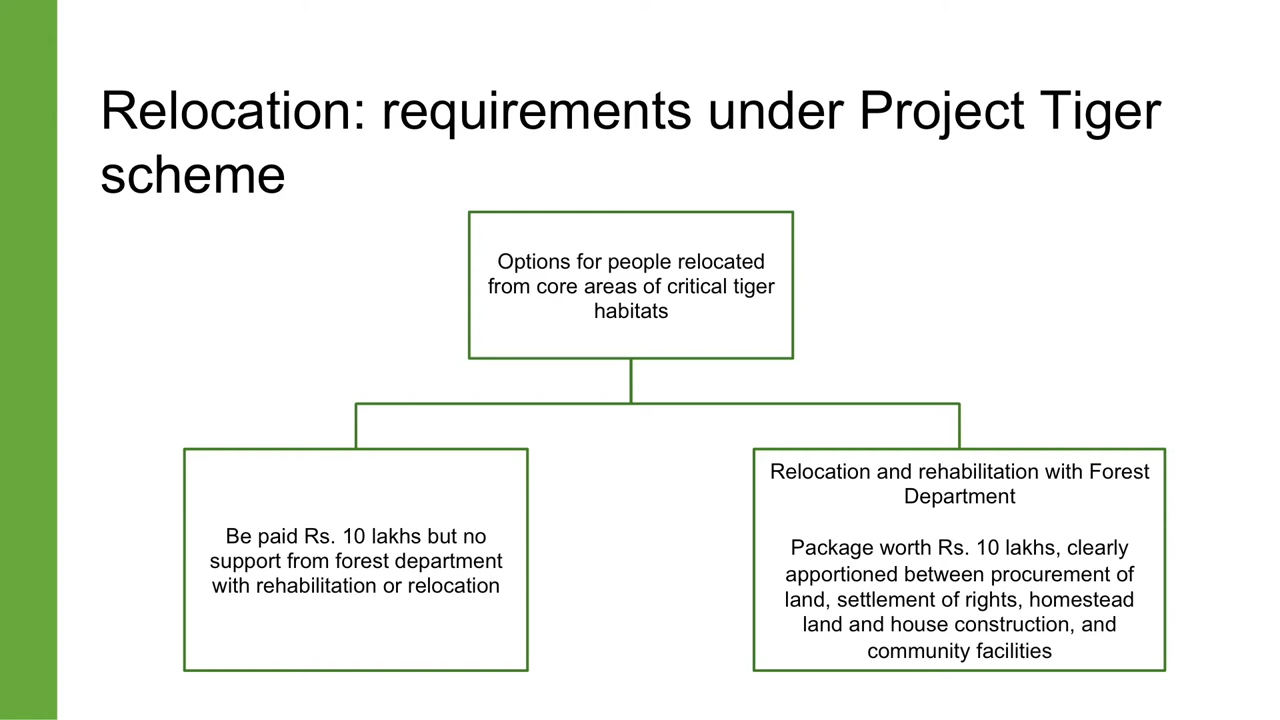 Relocation: requirements under Project Tiger
scheme
Options for people relocated
from core areas of critical tiger
habitats
Be paid Rs. 10 lakhs but no
support from forest department
with rehabilitation or relocation
Relocation and rehabilitation with Forest
Department
Package worth Rs. 10 lakhs, clearly
apportioned between procurement of
land, settlement of rights, homestead
land and house construction, and
community facilities